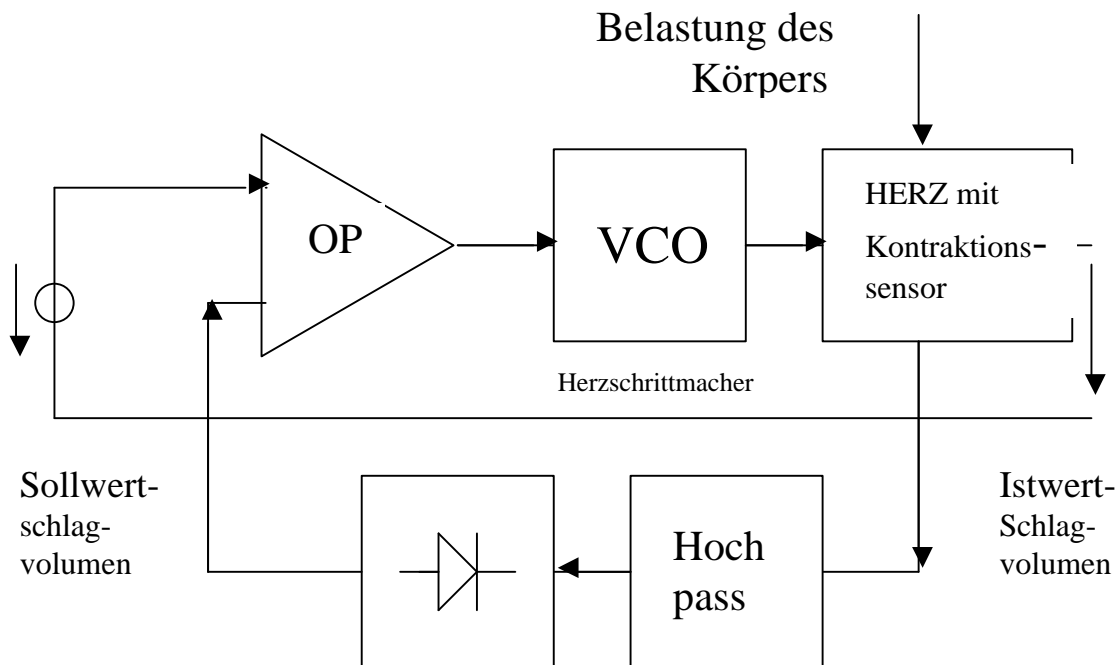 Belastung des
Körpers
OP
VCO
HERZ mit
Kontraktions-
sensor
Herzschrittmacher
Sollwert-
schlag-
volumen
Hoch
pass
Istwert-
Schlag-
volumen